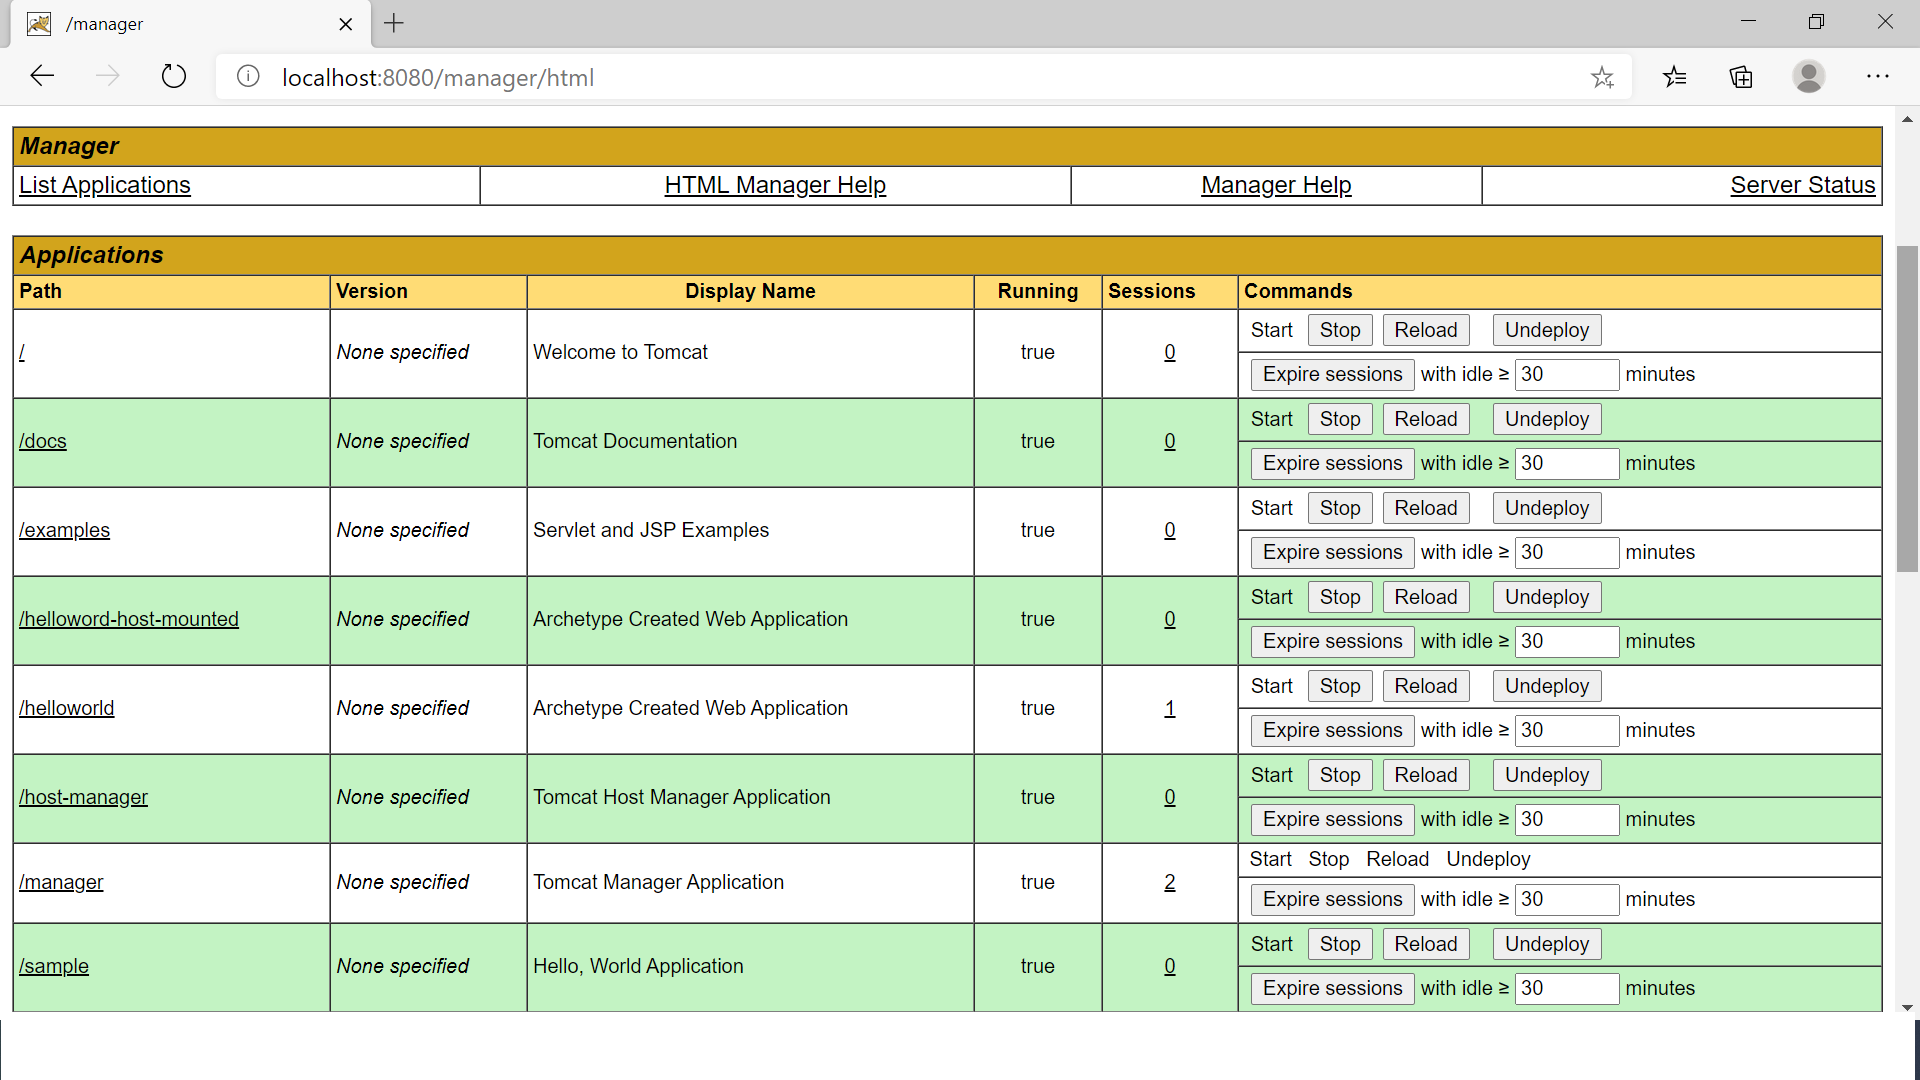 /manager
localhost:8080/manager/html
Manager
List Applications HTML Manager Help Manager Help Server Status
Applications
Path Version Display Name Running Sessions Commands
/ None specified Welcome to Tomcat true 0 Start Stop Reload Undeploy
Expire sessions with idle ≥ 30 minutes
/docs None specified Tomcat Documentation true 0 Start Stop Reload Undeploy
Expire sessions with idle ≥ 30 minutes
/examples None specified Servlet and JSP Examples true 0 Start Stop Reload Undeploy
Expire sessions with idle ≥ 30 minutes
/helloword-host-mounted None specified Archetype Created Web Application true 0 Start Stop Reload Undeploy
Expire sessions with idle ≥ 30 minutes
/helloworld None specified Archetype Created Web Application true 1 Start Stop Reload Undeploy
Expire sessions with idle ≥ 30 minutes
/host-manager None specified Tomcat Host Manager Application true 0 Start Stop Reload Undeploy
Expire sessions with idle ≥ 30 minutes
/manager None specified Tomcat Manager Application true 2 Start Stop Reload Undeploy
Expire sessions with idle ≥ 30 minutes
/sample None specified Hello, World Application true 0 Start Stop Reload Undeploy
Expire sessions with idle ≥ 30 minutes